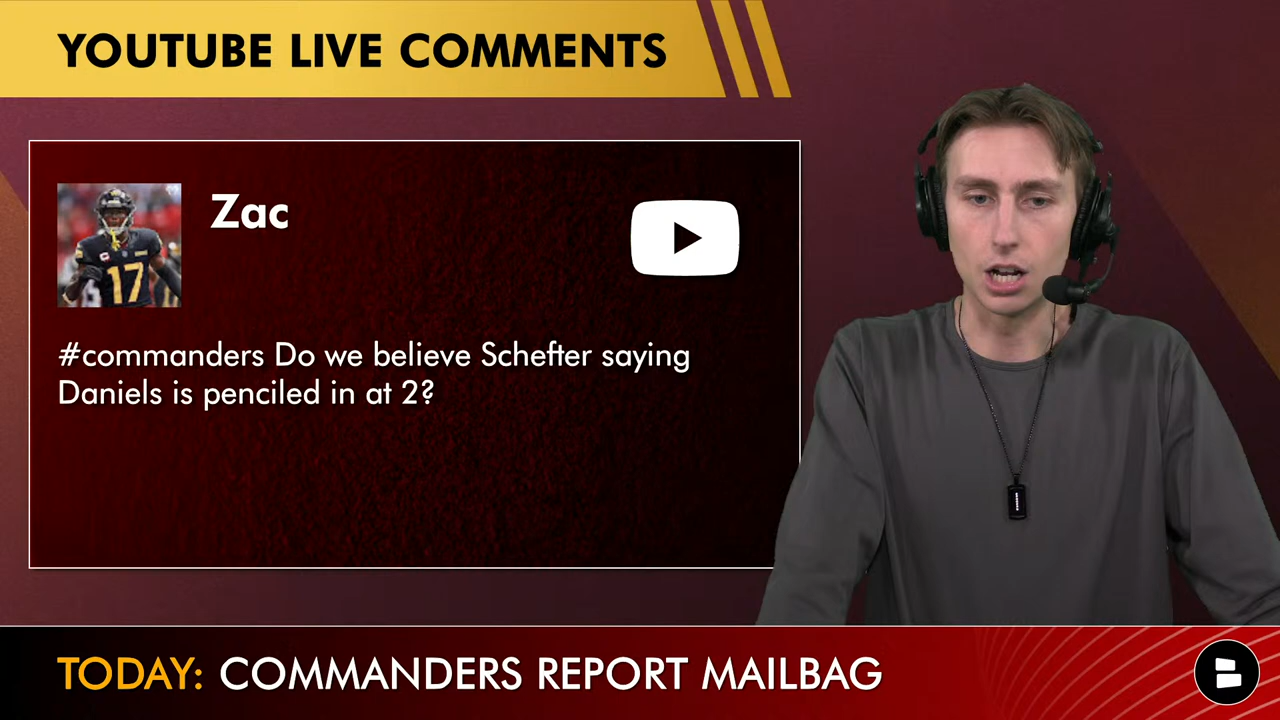 YOUTUBE LIVE COMMENTS
Zac
17
#commanders Do we believe Schefter saying
Daniels is penciled in at 2?
TODAY: COMMANDERS REPORT MAILBAG